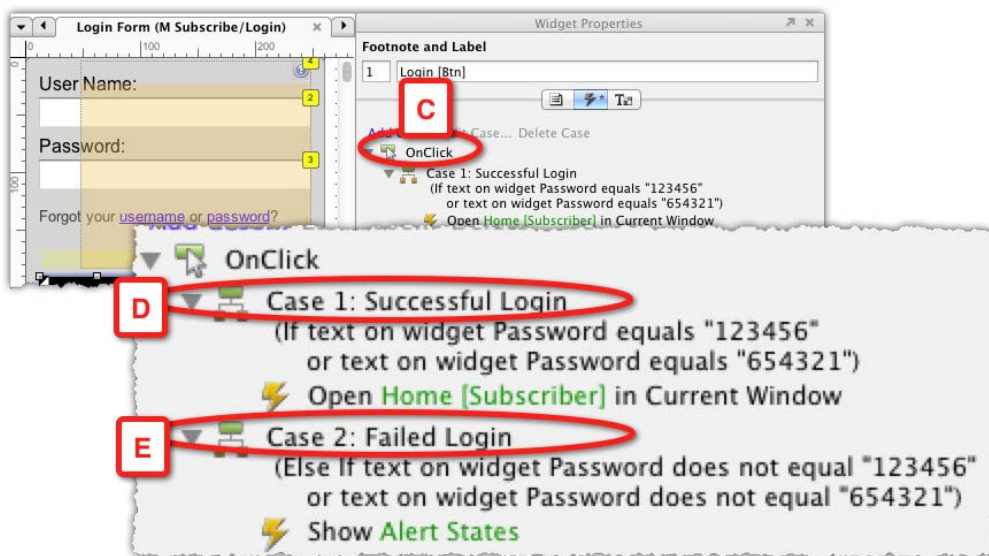 Login Form (M Subscribe/Login)
0 100 200
User Name:
Password:
Forgot your username or password?
4
2
3
Widget Properties
Footnote and Label
1 Login [Btn]
C
Case... Delete Case
OnClick
Case 1: Successful Login
(If text on widget Password equals "123456"
or text on widget Password equals "654321")
Open Home [Subscriber] in Current Window
OnClick
D
Case 1: Successful Login
(If text on widget Password equals "123456"
or text on widget Password equals "654321")
Open Home [Subscriber] in Current Window
E
Case 2: Failed Login
(Else If text on widget Password does not equal "123456"
or text on widget Password does not equal "654321")
Show Alert States